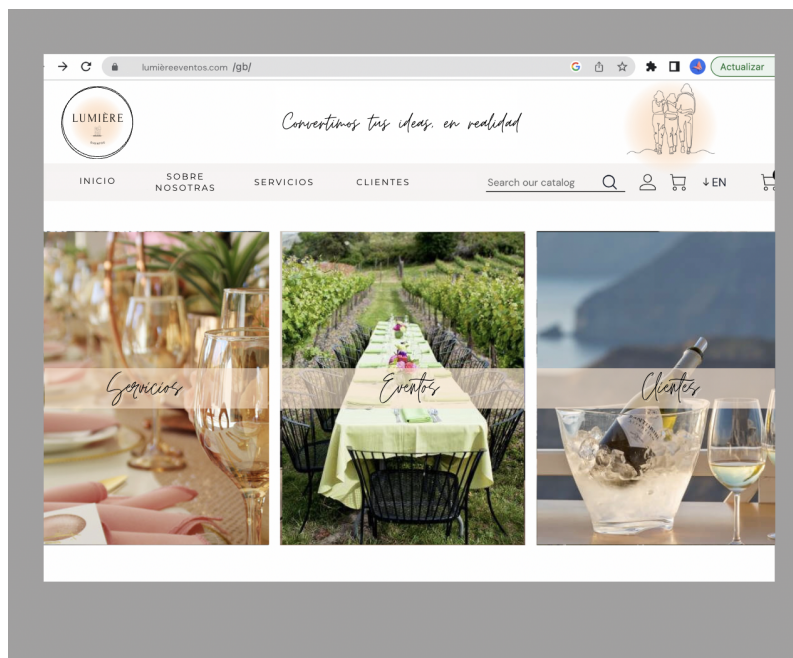 lumièreeventos.com /gb/
Actualizar
LUMIÈRE
Convertimos tus ideas, en realidad
INICIO
SOBRE
NOSOTRAS
SERVICIOS
CLIENTES
Search our catalog
EN
Servicios
Eventos
Clientes